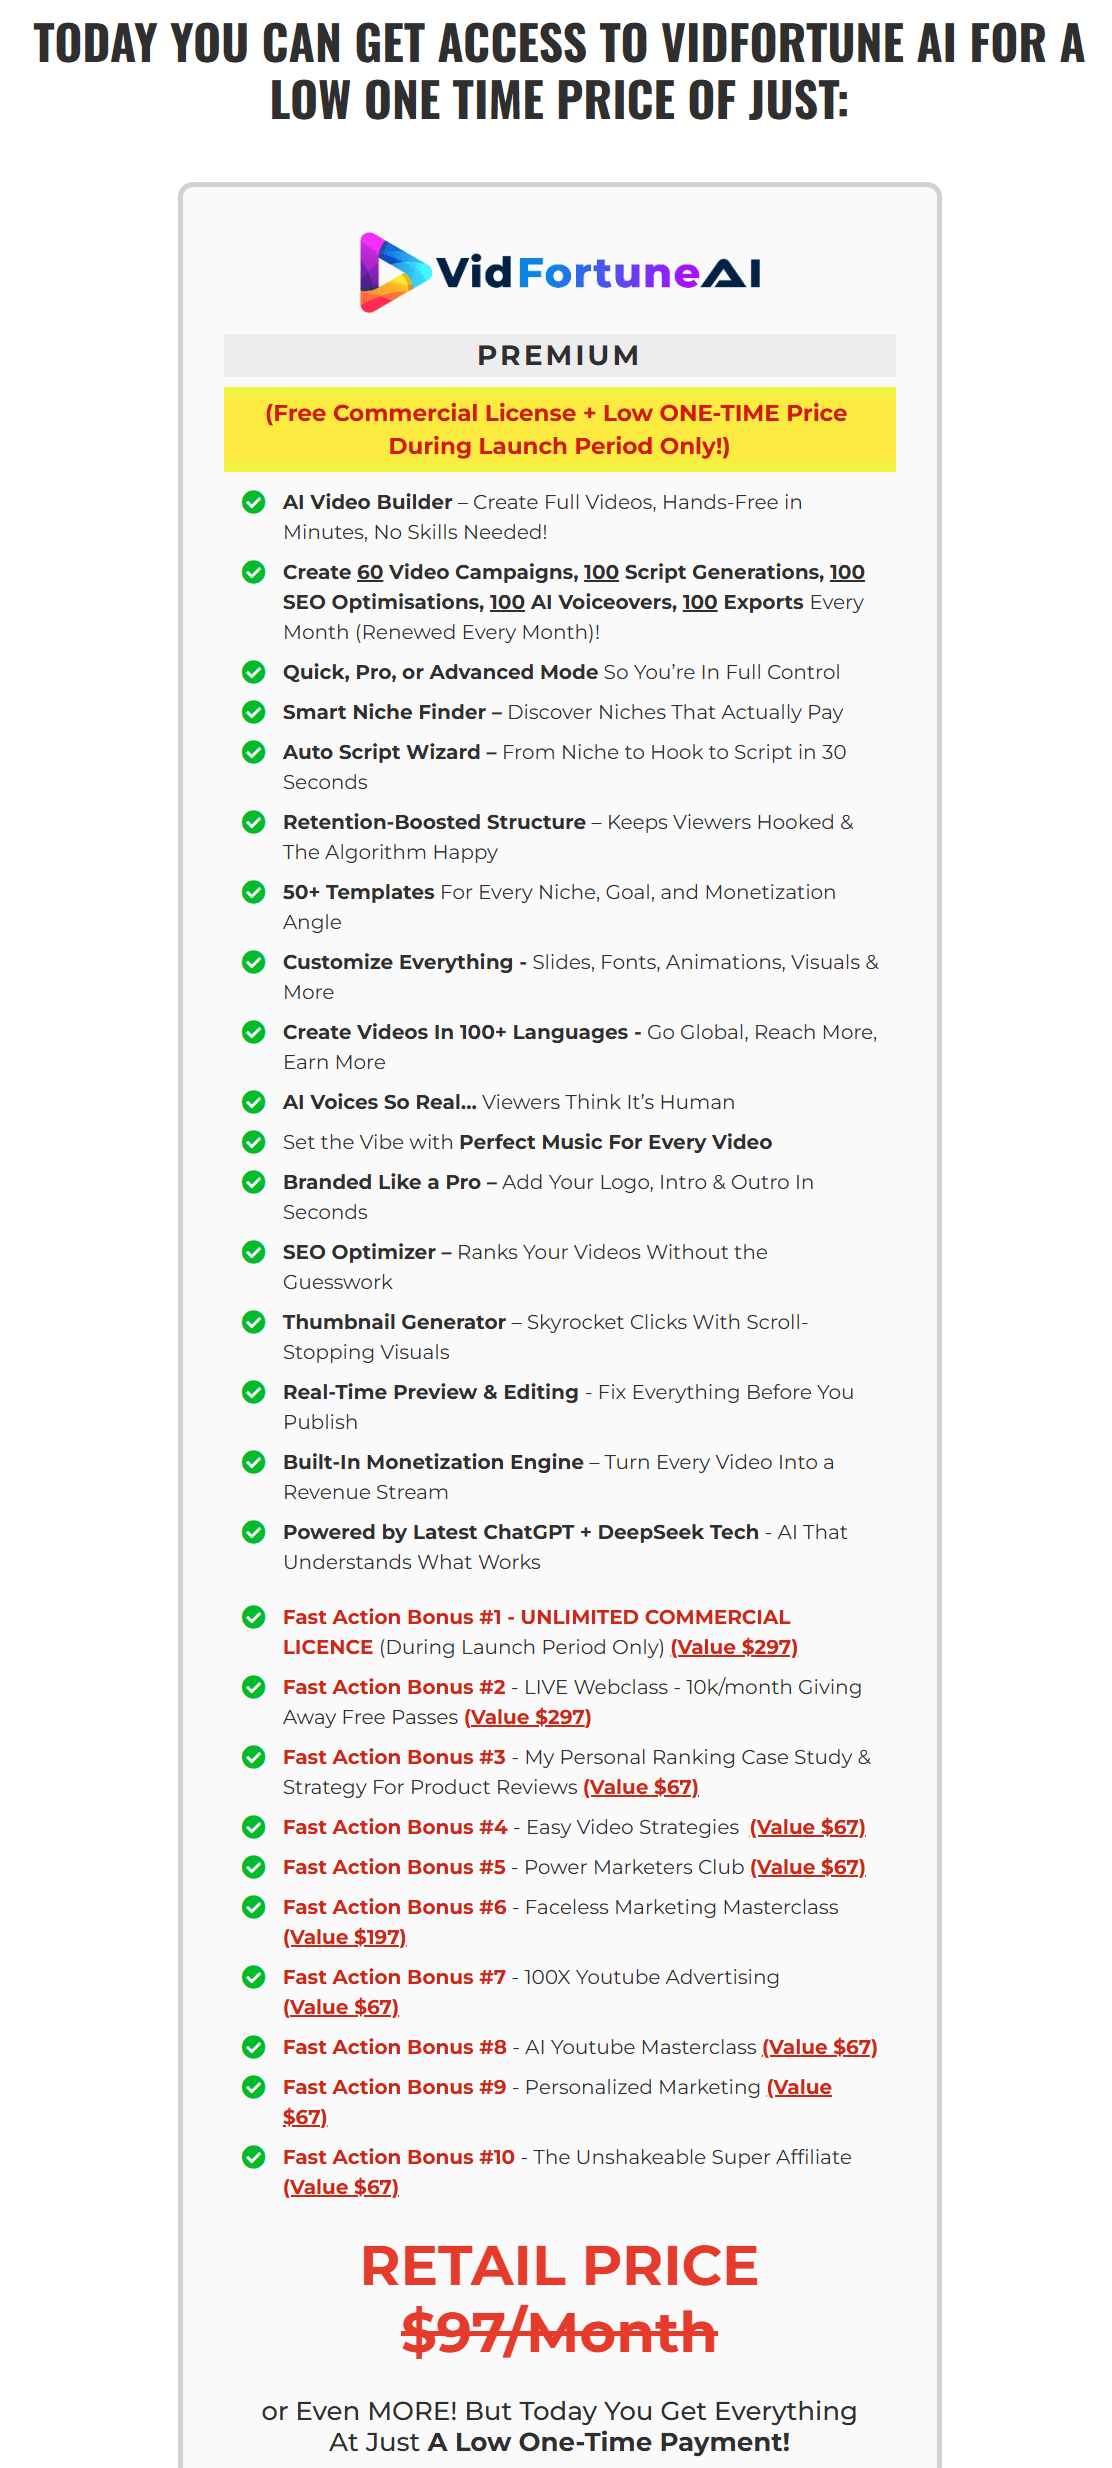 TODAY YOU CAN GET ACCESS TO VIDFORTUNE AI FOR A
LOW ONE TIME PRICE OF JUST:
VidFortuneAI
PREMIUM
(Free Commercial License + Low ONE-TIME Price
During Launch Period Only!)
AI Video Builder – Create Full Videos, Hands-Free in
Minutes, No Skills Needed!
Create 60 Video Campaigns, 100 Script Generations, 100
SEO Optimisations, 100 AI Voiceovers, 100 Exports Every
Month (Renewed Every Month)!
Quick, Pro, or Advanced Mode So You’re In Full Control
Smart Niche Finder – Discover Niches That Actually Pay
Auto Script Wizard – From Niche to Hook to Script in 30
Seconds
Retention-Boosted Structure – Keeps Viewers Hooked &
The Algorithm Happy
50+ Templates For Every Niche, Goal, and Monetization
Angle
Customize Everything - Slides, Fonts, Animations, Visuals &
More
Create Videos In 100+ Languages - Go Global, Reach More,
Earn More
AI Voices So Real... Viewers Think It’s Human
Set the Vibe with Perfect Music For Every Video
Branded Like a Pro – Add Your Logo, Intro & Outro In
Seconds
SEO Optimizer – Ranks Your Videos Without the
Guesswork
Thumbnail Generator – Skyrocket Clicks With Scroll-
Stopping Visuals
Real-Time Preview & Editing - Fix Everything Before You
Publish
Built-In Monetization Engine – Turn Every Video Into a
Revenue Stream
Powered by Latest ChatGPT + DeepSeek Tech - AI That
Understands What Works
Fast Action Bonus #1 - UNLIMITED COMMERCIAL
LICENCE (During Launch Period Only) (Value $297)
Fast Action Bonus #2 - LIVE Webclass - 10k/month Giving
Away Free Passes (Value $297)
Fast Action Bonus #3 - My Personal Ranking Case Study &
Strategy For Product Reviews (Value $67)
Fast Action Bonus #4 - Easy Video Strategies (Value $67)
Fast Action Bonus #5 - Power Marketers Club (Value $67)
Fast Action Bonus #6 - Faceless Marketing Masterclass
(Value $197)
Fast Action Bonus #7 - 100X Youtube Advertising
(Value $67)
Fast Action Bonus #8 - AI Youtube Masterclass (Value $67)
Fast Action Bonus #9 - Personalized Marketing (Value
$67)
Fast Action Bonus #10 - The Unshakeable Super Affiliate
(Value $67)
RETAIL PRICE
$97/Month
or Even MORE! But Today You Get Everything
At Just A Low One-Time Payment!